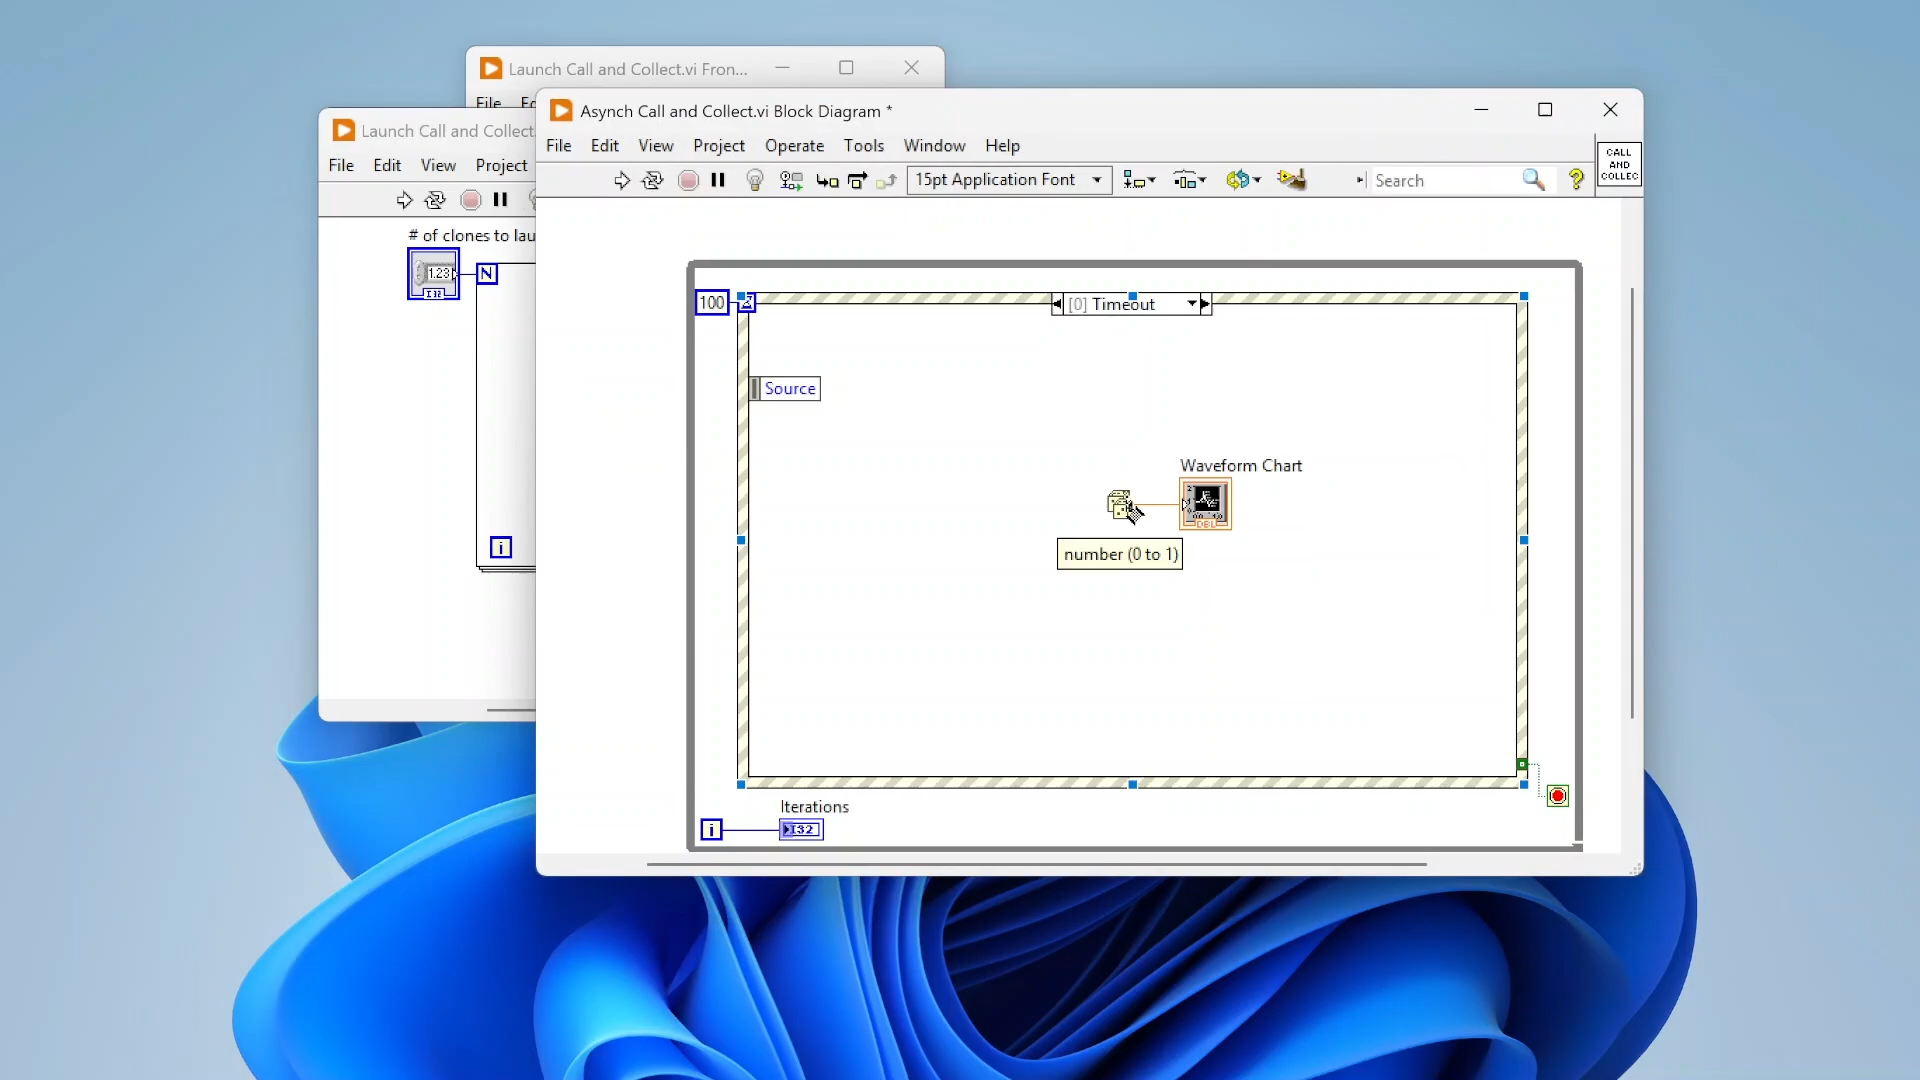 Launch Call and Collect.vi Fron...
File
Launch Call and Collect.
File Edit View Project
# of clones to lau
1.23
I32
N
i
Asynch Call and Collect.vi Block Diagram *
File Edit View Project Operate Tools Window Help
15pt Application Font
Search
?
CALL
AND
COLLEC
100
[0] Timeout
Source
Waveform Chart
DBL
number (0 to 1)
Iterations
i
I32